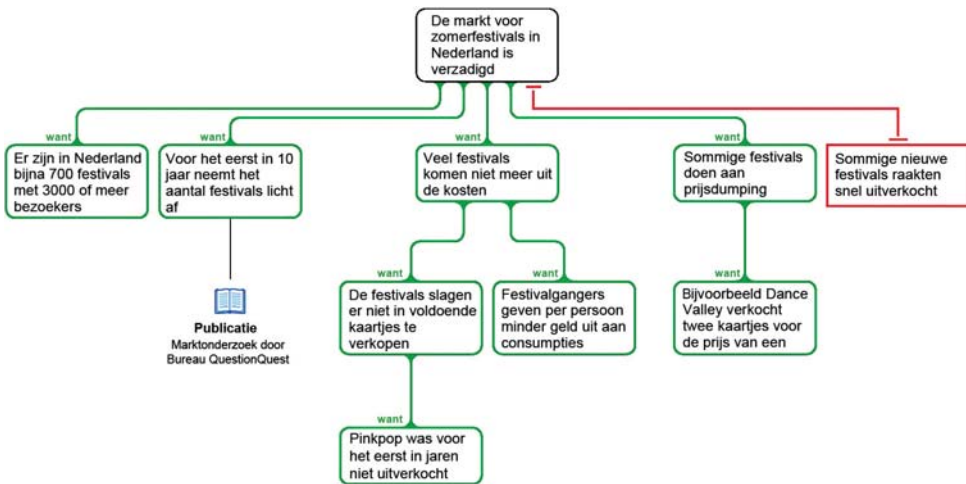 De markt voor
zomerfestivals in
Nederland is
verzadigd
want
Er zijn in Nederland
bijna 700 festivals
met 3000 of meer
bezoekers
want
Voor het eerst in 10
jaar neemt het
aantal festivals licht
af
want
Veel festivals
komen niet meer uit
de kosten
want
Sommige festivals
doen aan
prijsdumping
Sommige nieuwe
festivals raakten
snel uitverkocht
Publicatie
Marktonderzoek door
Bureau QuestionQuest
want
De festivals slagen
er niet in voldoende
kaartjes te
verkopen
want
Festivalgangers
geven per persoon
minder geld uit aan
consumpties
want
Bijvoorbeeld Dance
Valley verkocht
twee kaartjes voor
de prijs van een
want
Pinkpop was voor
het eerst in jaren
niet uitverkocht